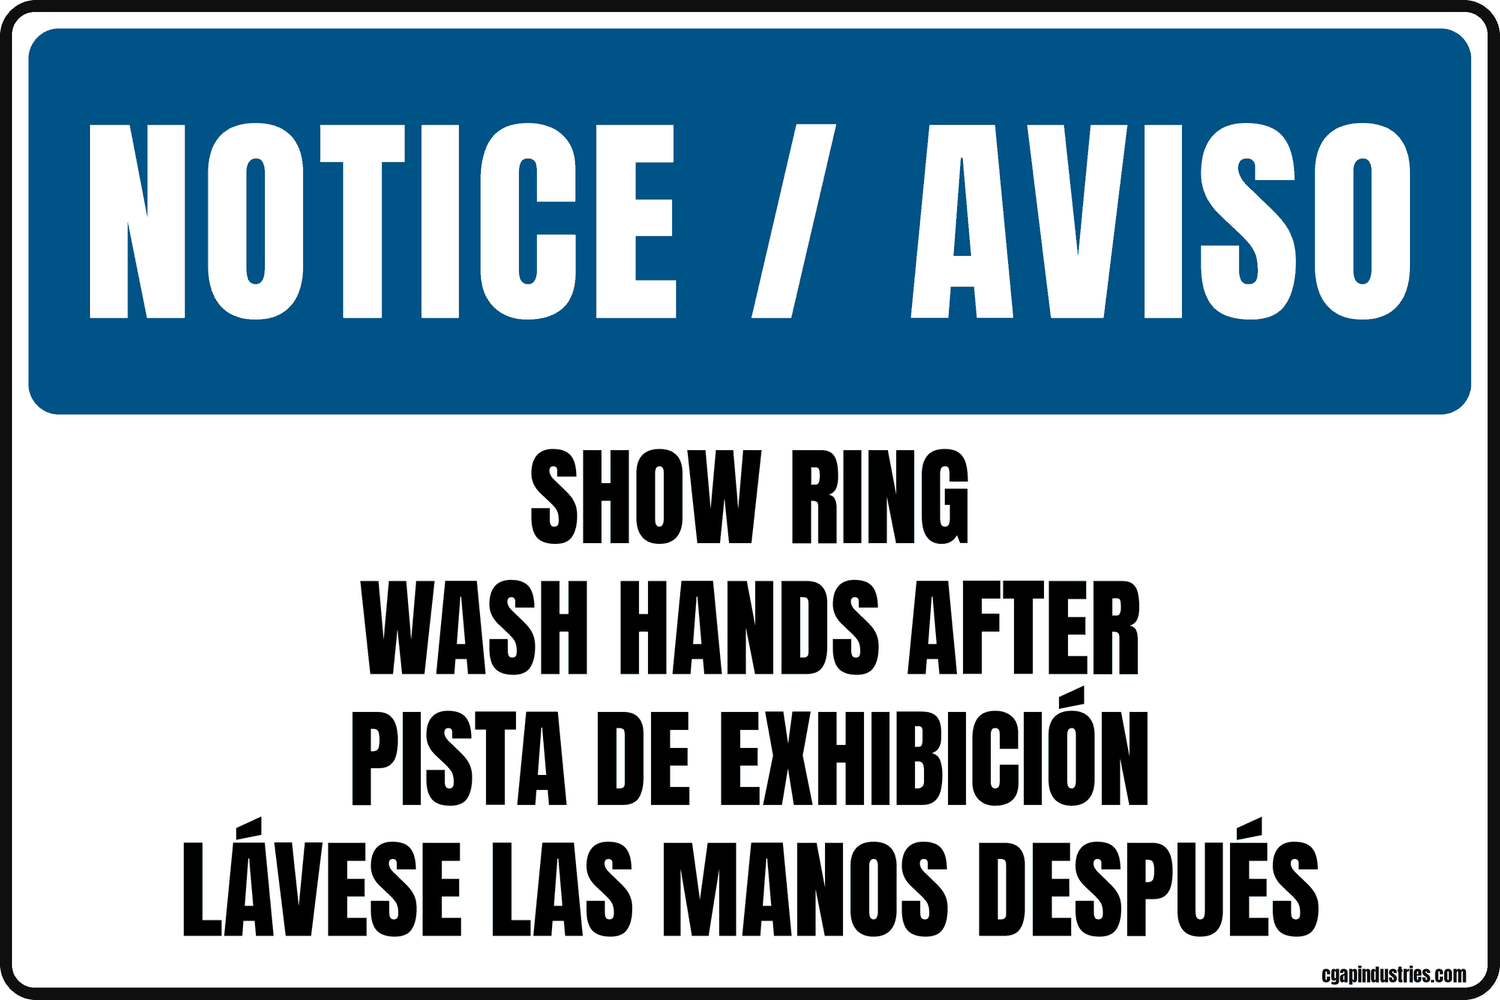 NOTICE / AVISO
SHOW RING
WASH HANDS AFTER
PISTA DE EXHIBICIÓN
LÁVESE LAS MANOS DESPUÉS
cgapindustries.com